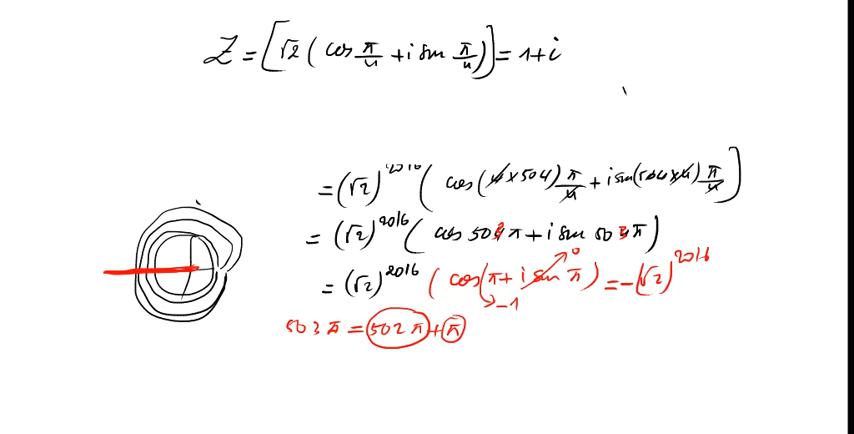 Z = [√2 ( cos π/4 + i sin π/4 )] = 1+i
= (√2)^2016 ( cos (4×504) π/4 + i sin (504×4) π/4 ]
= (√2)^2016 ( cos 503π + i sin 503π )
= (√2)^2016 ( cos(π + i sin π ) = -(√2)^2016
0
→ -1
503π = 502π + π